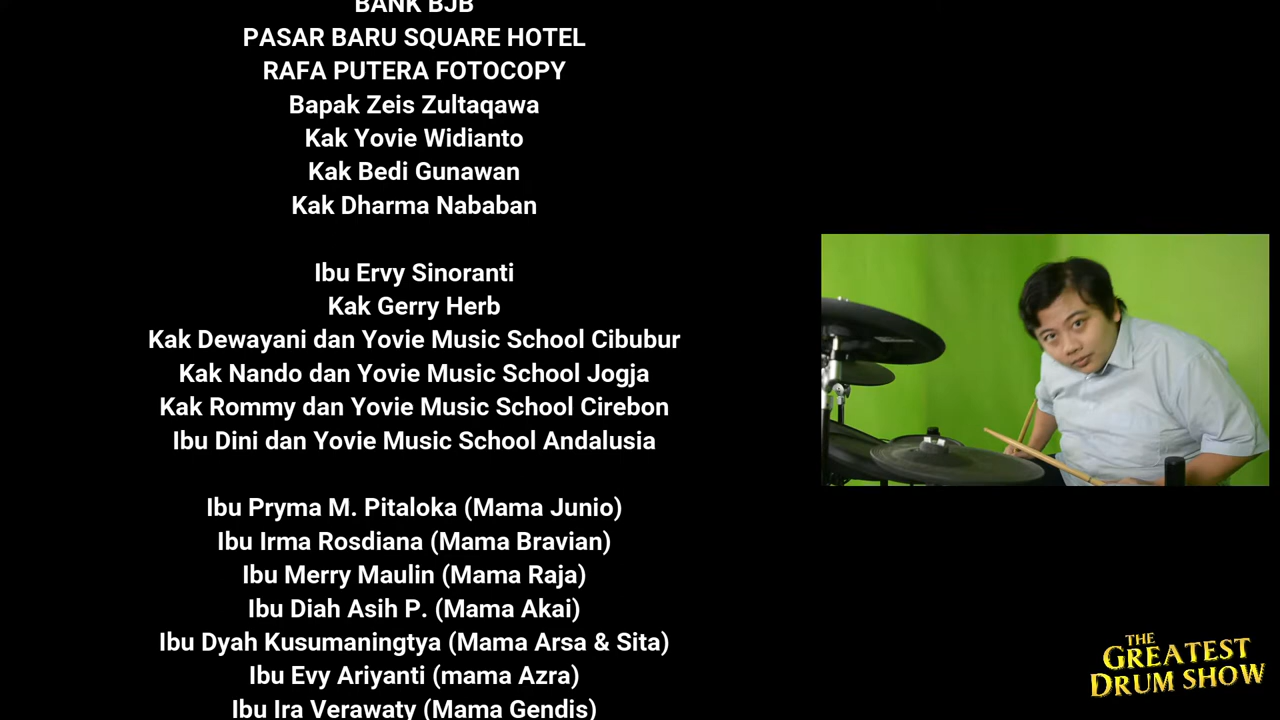 BANK BJB
PASAR BARU SQUARE HOTEL
RAFA PUTERA FOTOCOPY
Bapak Zeis Zultaqawa
Kak Yovie Widianto
Kak Bedi Gunawan
Kak Dharma Nababan
Ibu Ervy Sinoranti
Kak Gerry Herb
Kak Dewayani dan Yovie Music School Cibubur
Kak Nando dan Yovie Music School Jogja
Kak Rommy dan Yovie Music School Cirebon
Ibu Dini dan Yovie Music School Andalusia
Ibu Pryma M. Pitaloka (Mama Junio)
Ibu Irma Rosdiana (Mama Bravian)
Ibu Merry Maulin (Mama Raja)
Ibu Diah Asih P. (Mama Akai)
Ibu Dyah Kusumaningtya (Mama Arsa & Sita)
Ibu Evy Ariyanti (mama Azra)
Ibu Ira Verawaty (Mama Gendis)
THE
GREATEST
DRUM SHOW